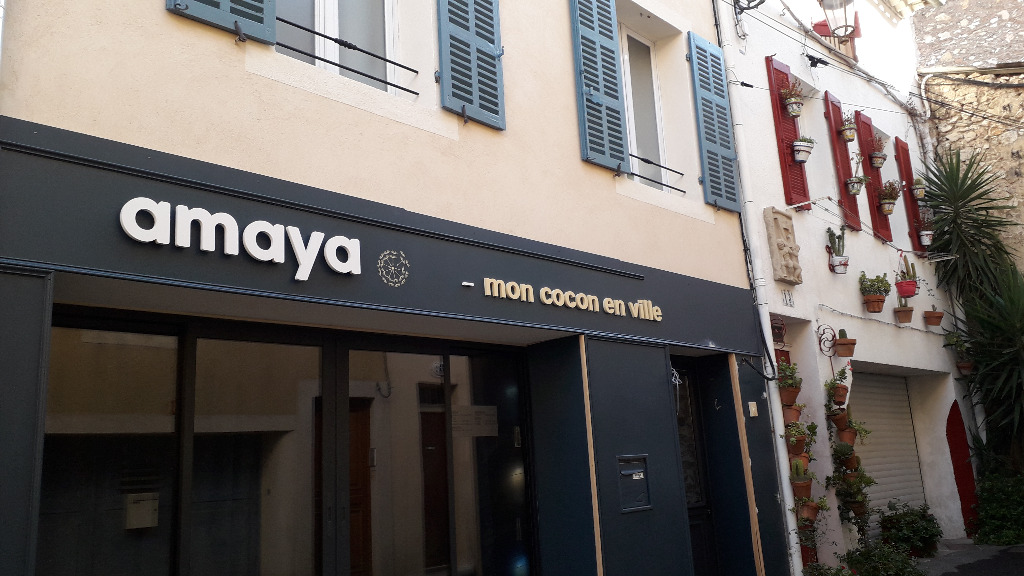 amaya
– mon cocon en ville